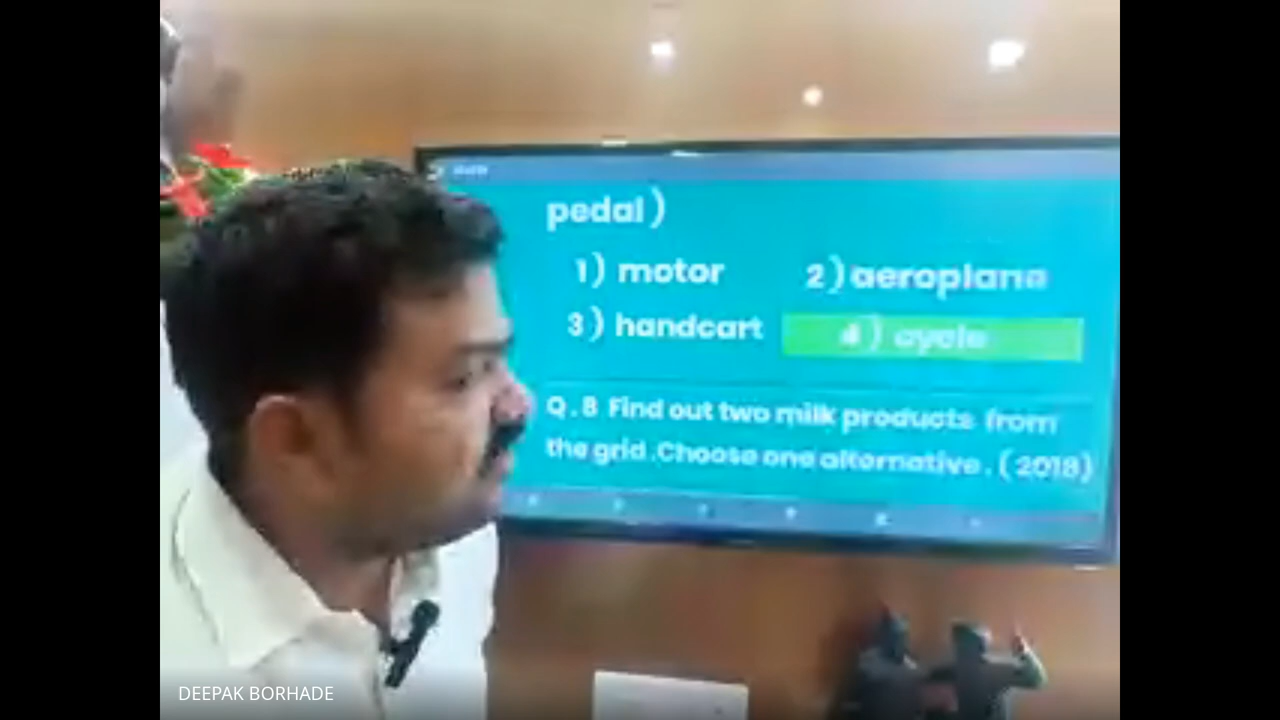 pedal )
1 ) motor
2 ) aeroplane
3 ) handcart
4 ) cycle
Q . 8 Find out two milk products from
the grid .Choose one alternative . ( 2018)
DEEPAK BORHADE